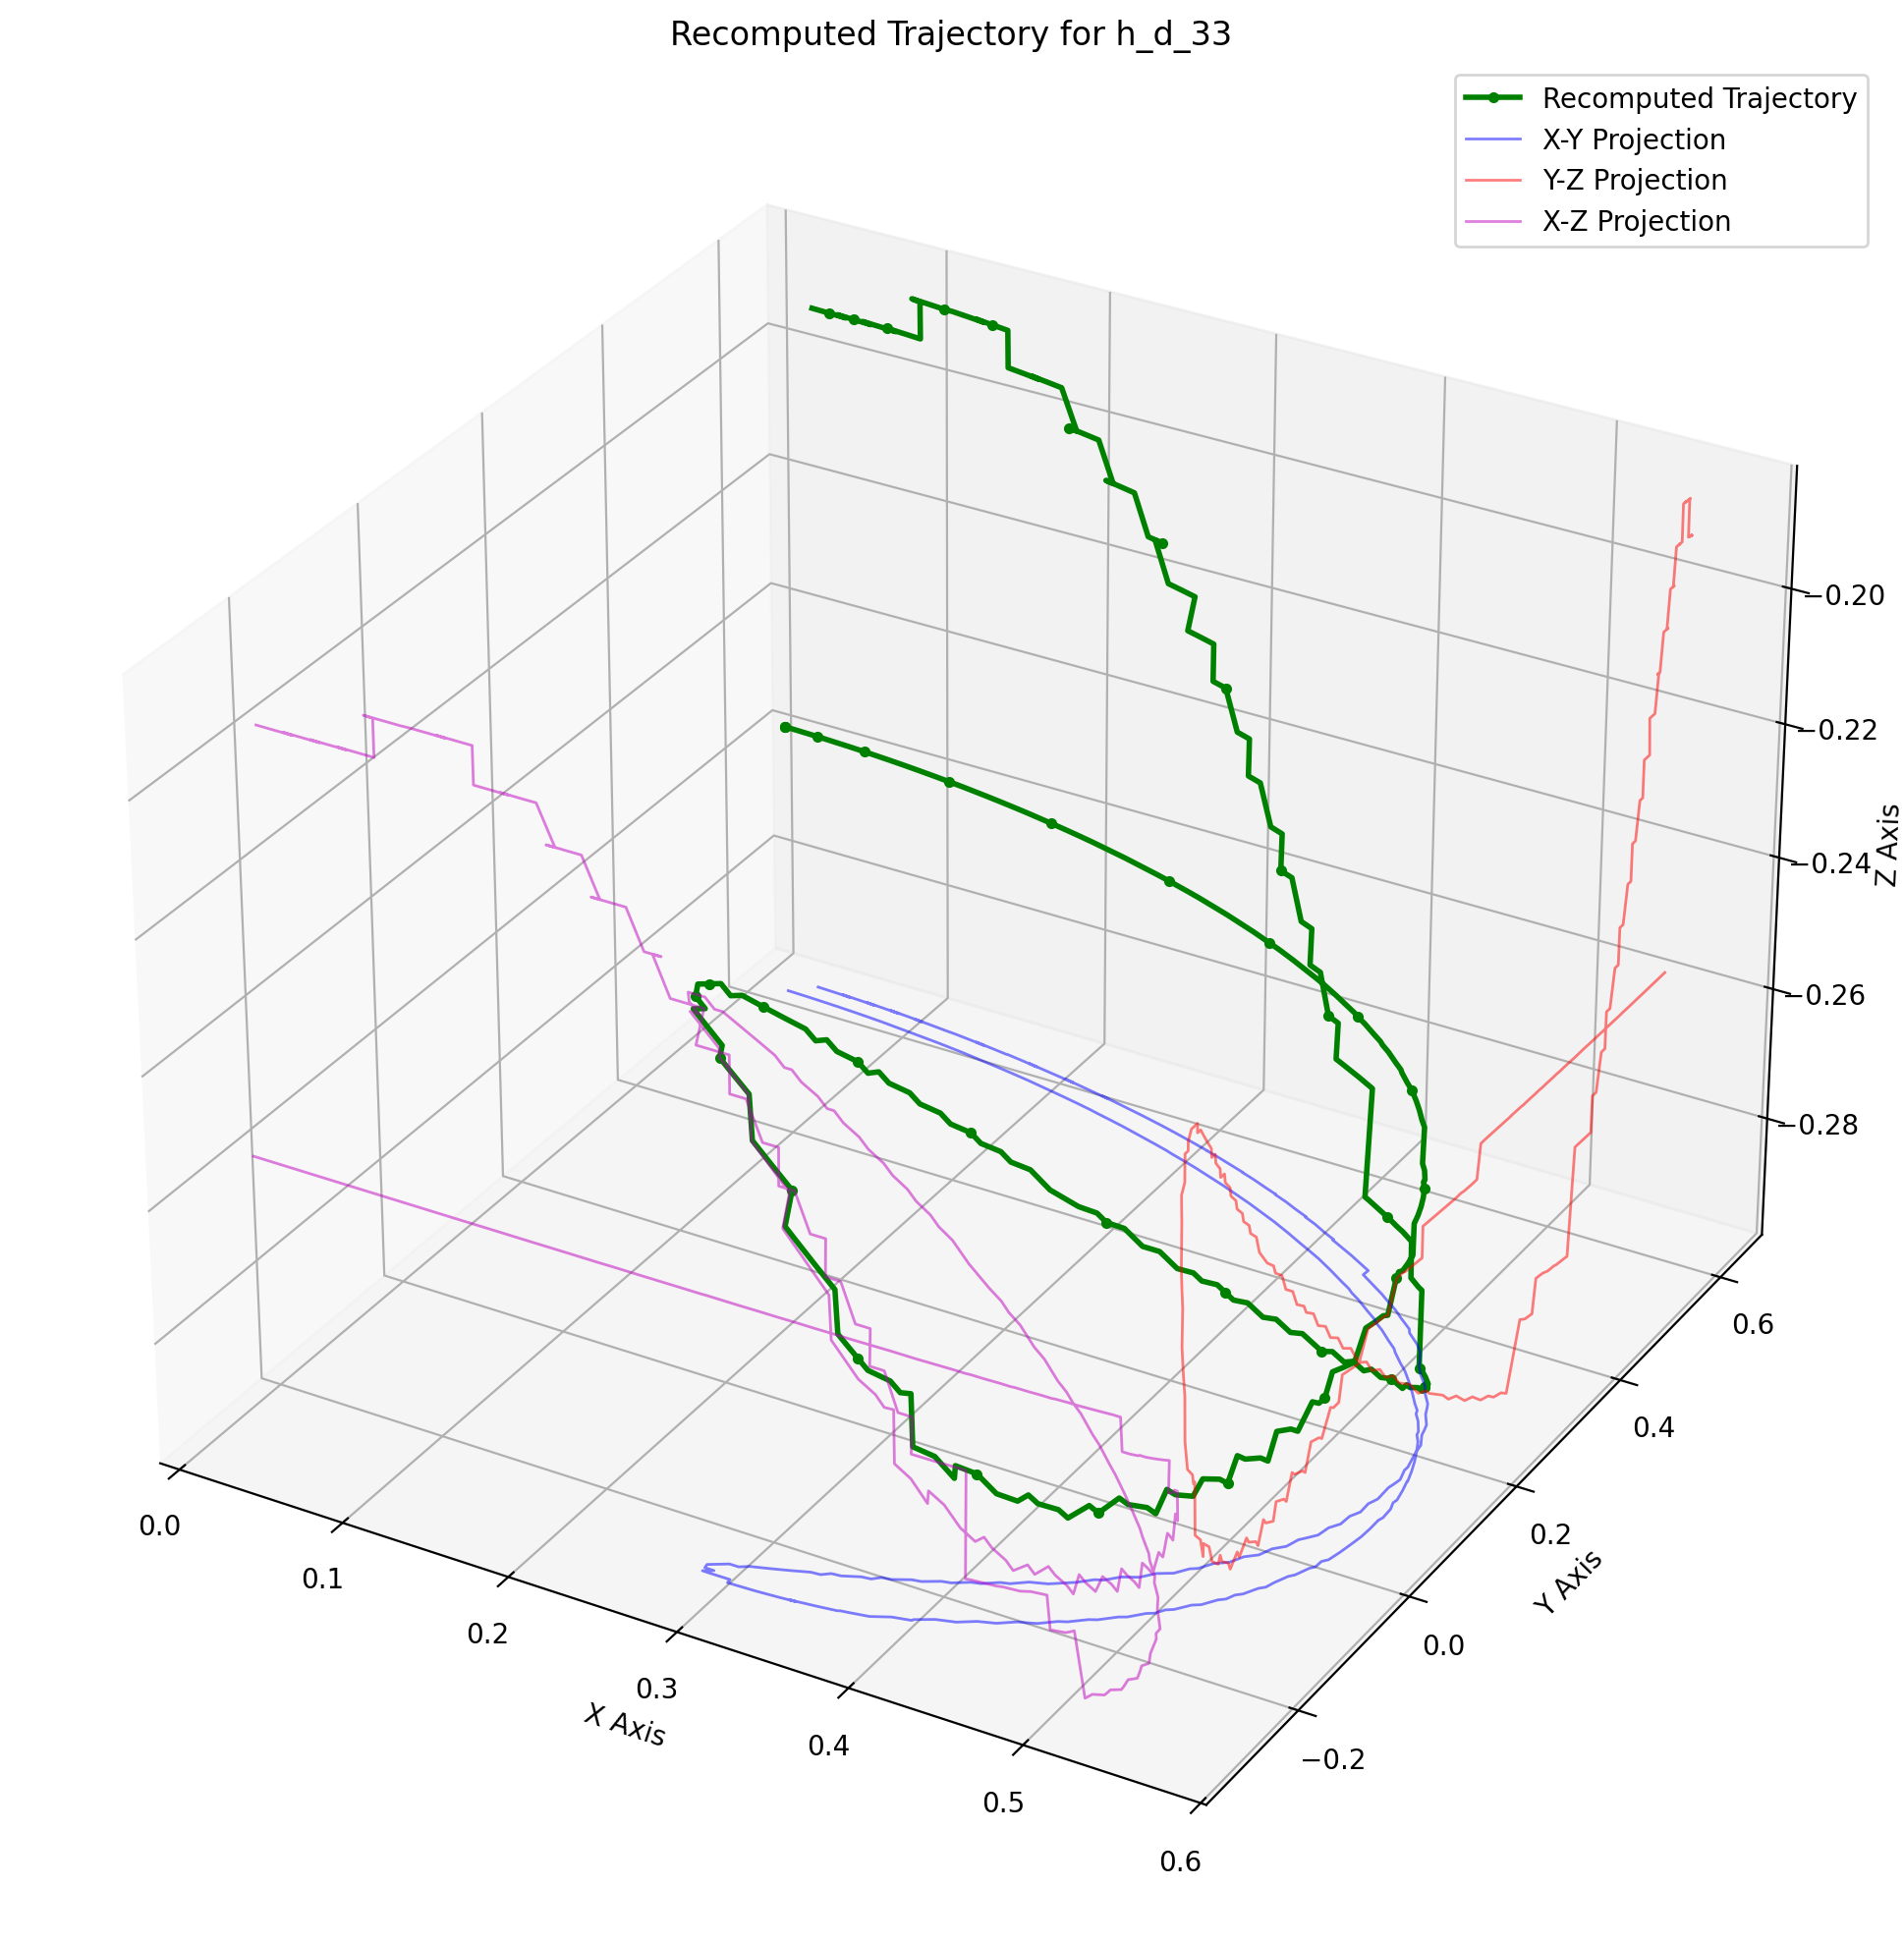 Recomputed Trajectory for h_d_33
Recomputed Trajectory
X-Y Projection
Y-Z Projection
X-Z Projection
−0.20
−0.22
−0.24
−0.26
−0.28
Z Axis
0.6
0.4
0.2
0.0
−0.2
Y Axis
0.0
0.1
0.2
0.3
0.4
0.5
0.6
X Axis